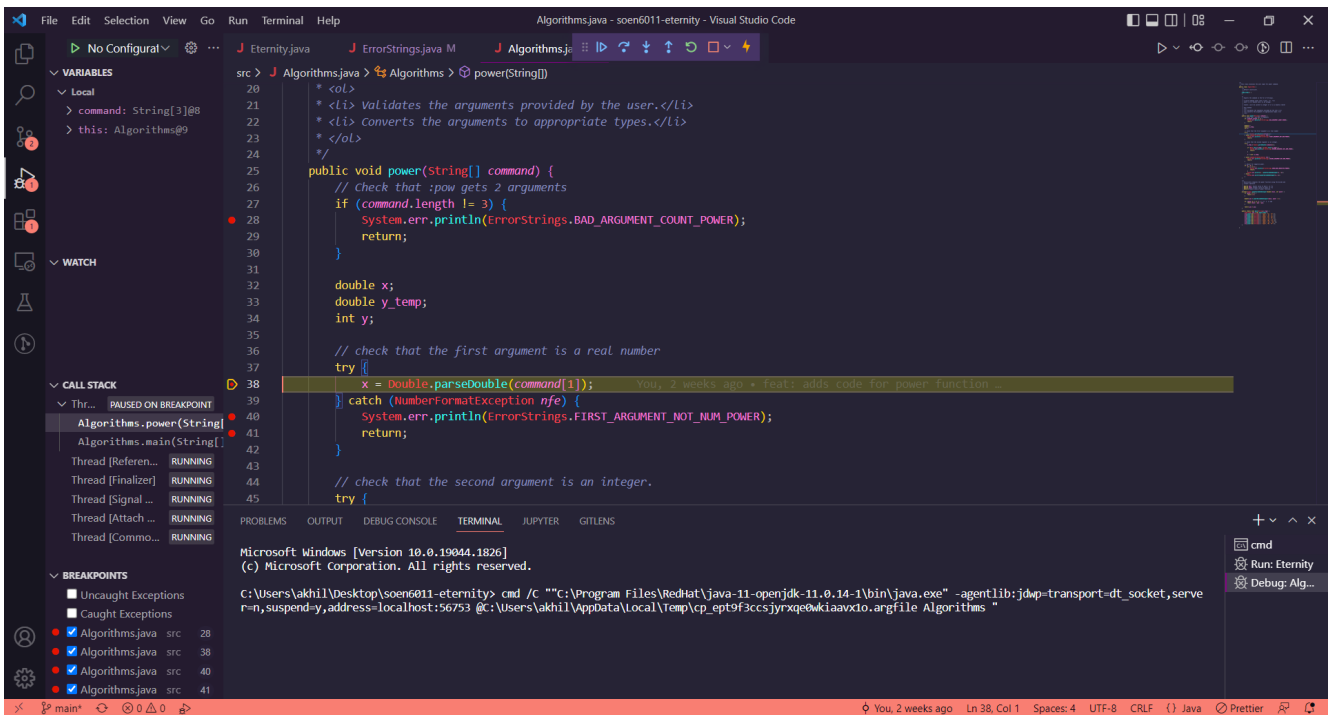 File Edit Selection View Go Run Terminal Help
Algorithms.java - soen6011-eternity - Visual Studio Code
No Configurat
J Eternity.java
J ErrorStrings.java M
J Algorithms.ja
VARIABLES
Local
command: String[3]@8
this: Algorithms@9
WATCH
CALL STACK
Thr... PAUSED ON BREAKPOINT
Algorithms.power(String[
Algorithms.main(String[]
Thread [Referen... RUNNING
Thread [Finalizer] RUNNING
Thread [Signal ... RUNNING
Thread [Attach ... RUNNING
Thread [Commo... RUNNING
BREAKPOINTS
Uncaught Exceptions
Caught Exceptions
Algorithms.java src 28
Algorithms.java src 38
Algorithms.java src 40
Algorithms.java src 41
2
1
1
src > J Algorithms.java > Algorithms > power(String[])
20 * <ol>
21 * <li> Validates the arguments provided by the user.</li>
22 * <li> Converts the arguments to appropriate types.</li>
23 * </ol>
24 */
25 public void power(String[] command) {
26 // Check that :pow gets 2 arguments
27 if (command.length != 3) {
28 System.err.println(ErrorStrings.BAD_ARGUMENT_COUNT_POWER);
29 return;
30 }
31
32 double x;
33 double y_temp;
34 int y;
35
36 // check that the first argument is a real number
37 try {
38 x = Double.parseDouble(command[1]); You, 2 weeks ago • feat: adds code for power function …
39 } catch (NumberFormatException nfe) {
40 System.err.println(ErrorStrings.FIRST_ARGUMENT_NOT_NUM_POWER);
41 return;
42 }
43
44 // check that the second argument is an integer.
45 try {
PROBLEMS OUTPUT DEBUG CONSOLE TERMINAL JUPYTER GITLENS
Microsoft Windows [Version 10.0.19044.1826]
(c) Microsoft Corporation. All rights reserved.
C:\Users\akhil\Desktop\soen6011-eternity> cmd /C ""C:\Program Files\RedHat\java-11-openjdk-11.0.14-1\bin\java.exe" -agentlib:jdwp=transport=dt_socket,serve
r=n,suspend=y,address=localhost:56753 @C:\Users\akhil\AppData\Local\Temp\cp_ept9f3ccsjyrxqe0wkiaavx1o.argfile Algorithms "
cmd
Run: Eternity
Debug: Alg...
main* 0 0 You, 2 weeks ago Ln 38, Col 1 Spaces: 4 UTF-8 CRLF {} Java Prettier